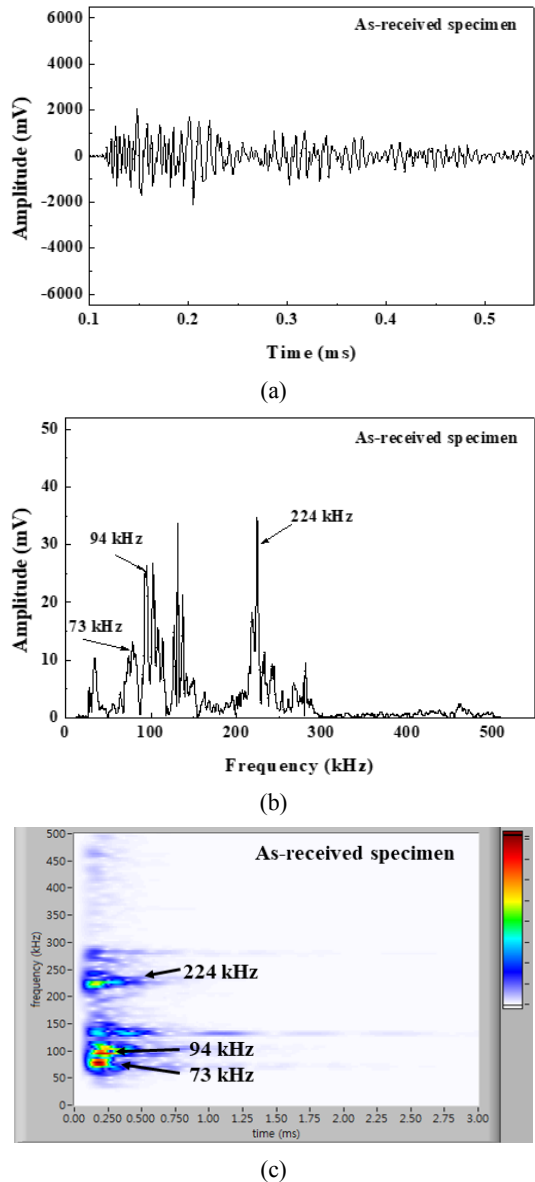 As-received specimen
6000
4000
2000
0
-2000
-4000
-6000
Amplitude (mV)
0.1 0.2 0.3 0.4 0.5
Time (ms)
(a)
As-received specimen
50
40
30
20
10
0
Amplitude (mV)
224 kHz
94 kHz
73 kHz
0 100 200 300 400 500
Frequency (kHz)
(b)
As-received specimen
500
450
400
350
300
250
200
150
100
50
0
frequency (kHz)
224 kHz
94 kHz
73 kHz
0.00 0.250 0.500 0.750 1.00 1.25 1.50 1.75 2.00 2.25 2.50 2.75 3.00
time (ms)
(c)